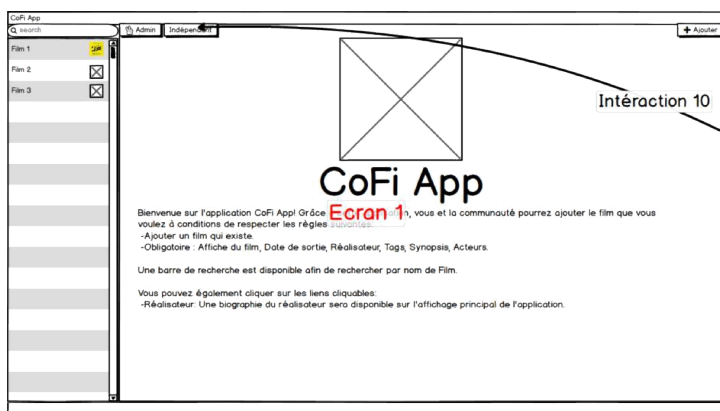 CoFi App
search
Admin
Indépendant
+ Ajouter
Film 1
Film 2
Film 3
Intéraction 10
CoFi App
Ecran 1
Bienvenue sur l'application CoFi App! Grâce , vous et la communauté pourrez ajouter le film que vous
voulez à conditions de respecter les règles suivantes.
-Ajouter un film qui existe.
-Obligatoire : Affiche du film, Date de sortie, Réalisateur, Tags, Synopsis, Acteurs.
Une barre de recherche est disponible afin de rechercher par nom de Film.
Vous pouvez également cliquer sur les liens cliquables:
-Réalisateur: Une biographie du réalisateur sera disponible sur l'affichage principal de l'application.